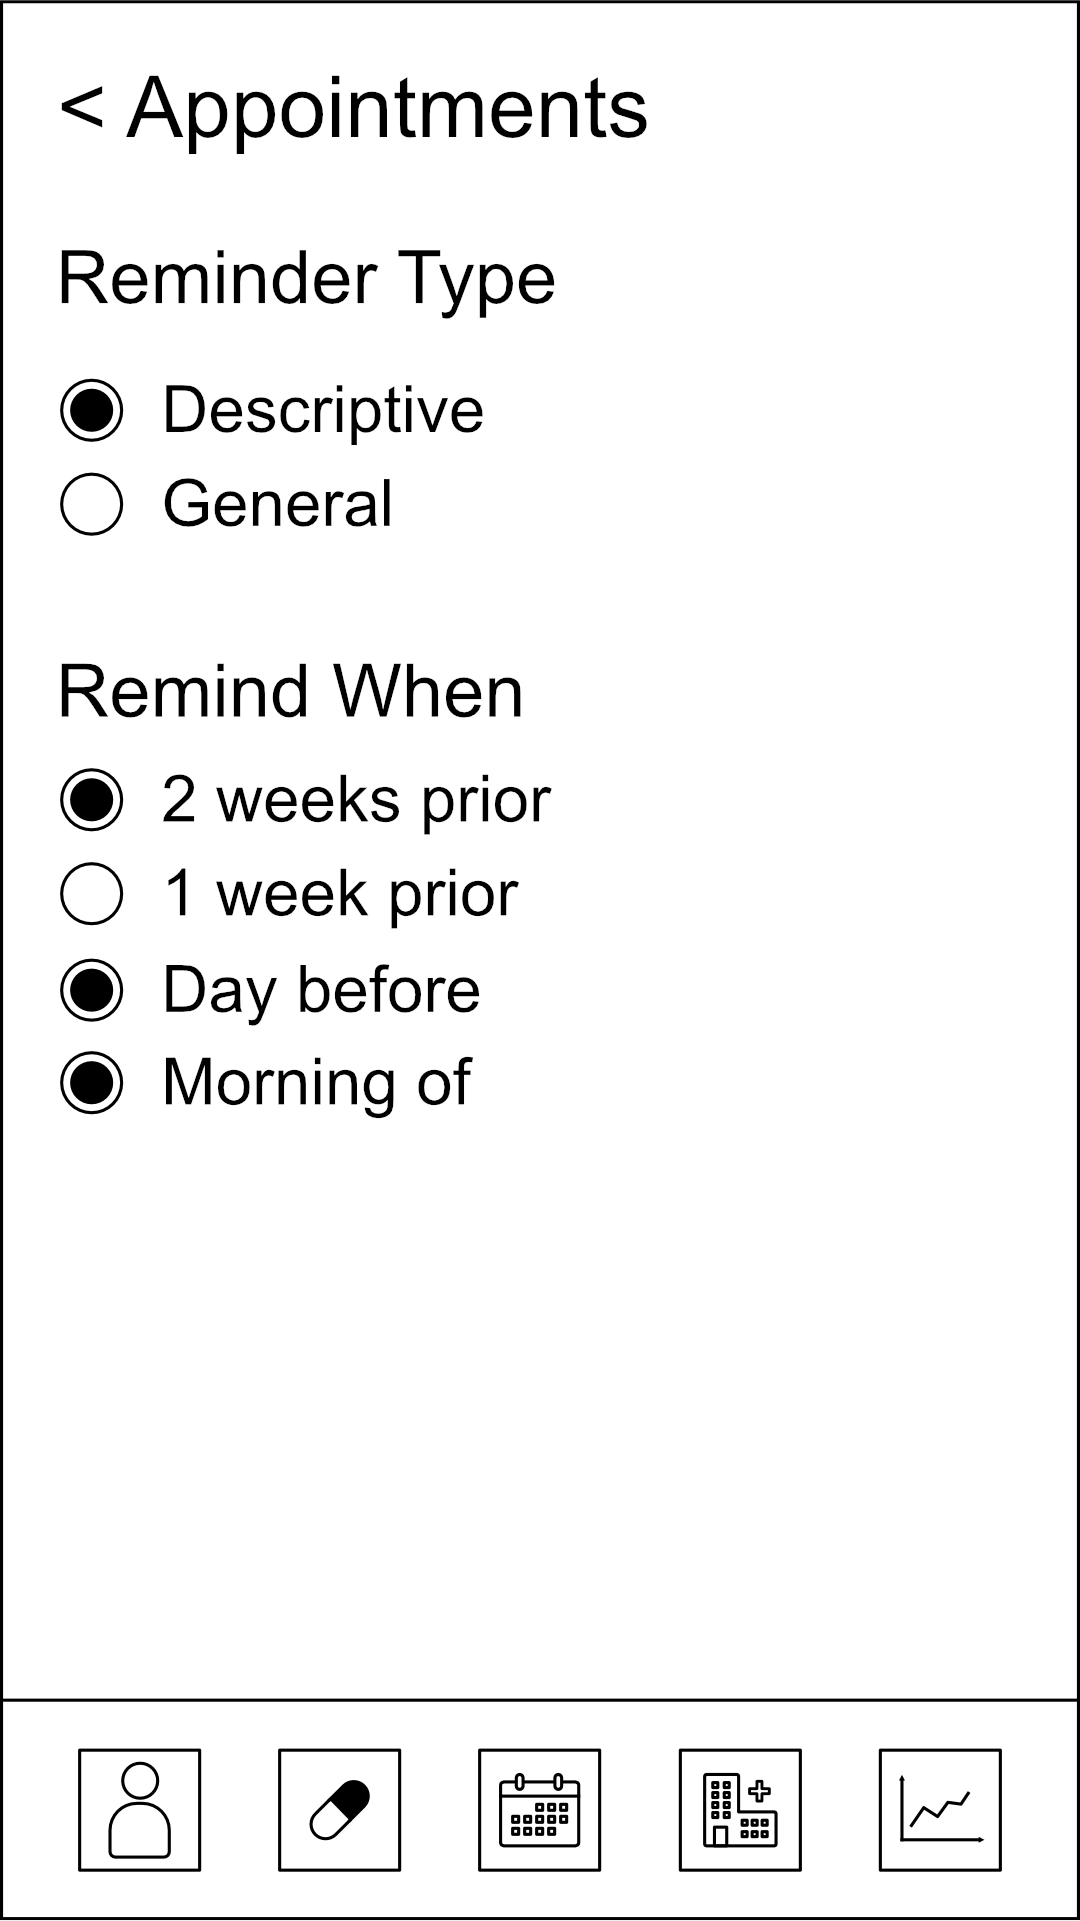 < Appointments
Reminder Type
Descriptive
General
Remind When
2 weeks prior
1 week prior
Day before
Morning of